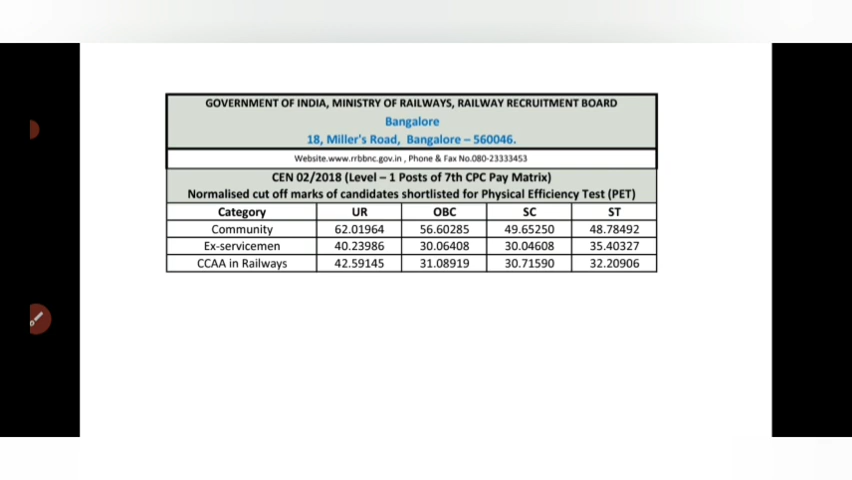 GOVERNMENT OF INDIA, MINISTRY OF RAILWAYS, RAILWAY RECRUITMENT BOARD
Bangalore
18, Miller's Road, Bangalore – 560046.
Website.www.rrbbnc.gov.in , Phone & Fax No.080-23333453
CEN 02/2018 (Level – 1 Posts of 7th CPC Pay Matrix)
Normalised cut off marks of candidates shortlisted for Physical Efficiency Test (PET)
Category UR OBC SC ST
Community 62.01964 56.60285 49.65250 48.78492
Ex-servicemen 40.23986 30.06408 30.04608 35.40327
CCAA in Railways 42.59145 31.08919 30.71590 32.20906